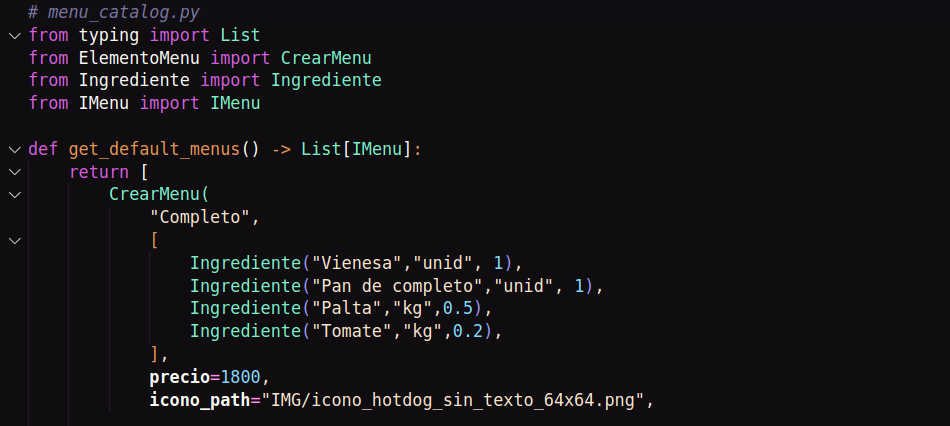 # menu_catalog.py
from typing import List
from ElementoMenu import CrearMenu
from Ingrediente import Ingrediente
from IMenu import IMenu
def get_default_menus() -> List[IMenu]:
    return [
        CrearMenu(
            "Completo",
            [
                Ingrediente("Vienesa","unid", 1),
                Ingrediente("Pan de completo","unid", 1),
                Ingrediente("Palta","kg",0.5),
                Ingrediente("Tomate","kg",0.2),
            ],
            precio=1800,
            icono_path="IMG/icono_hotdog_sin_texto_64x64.png",